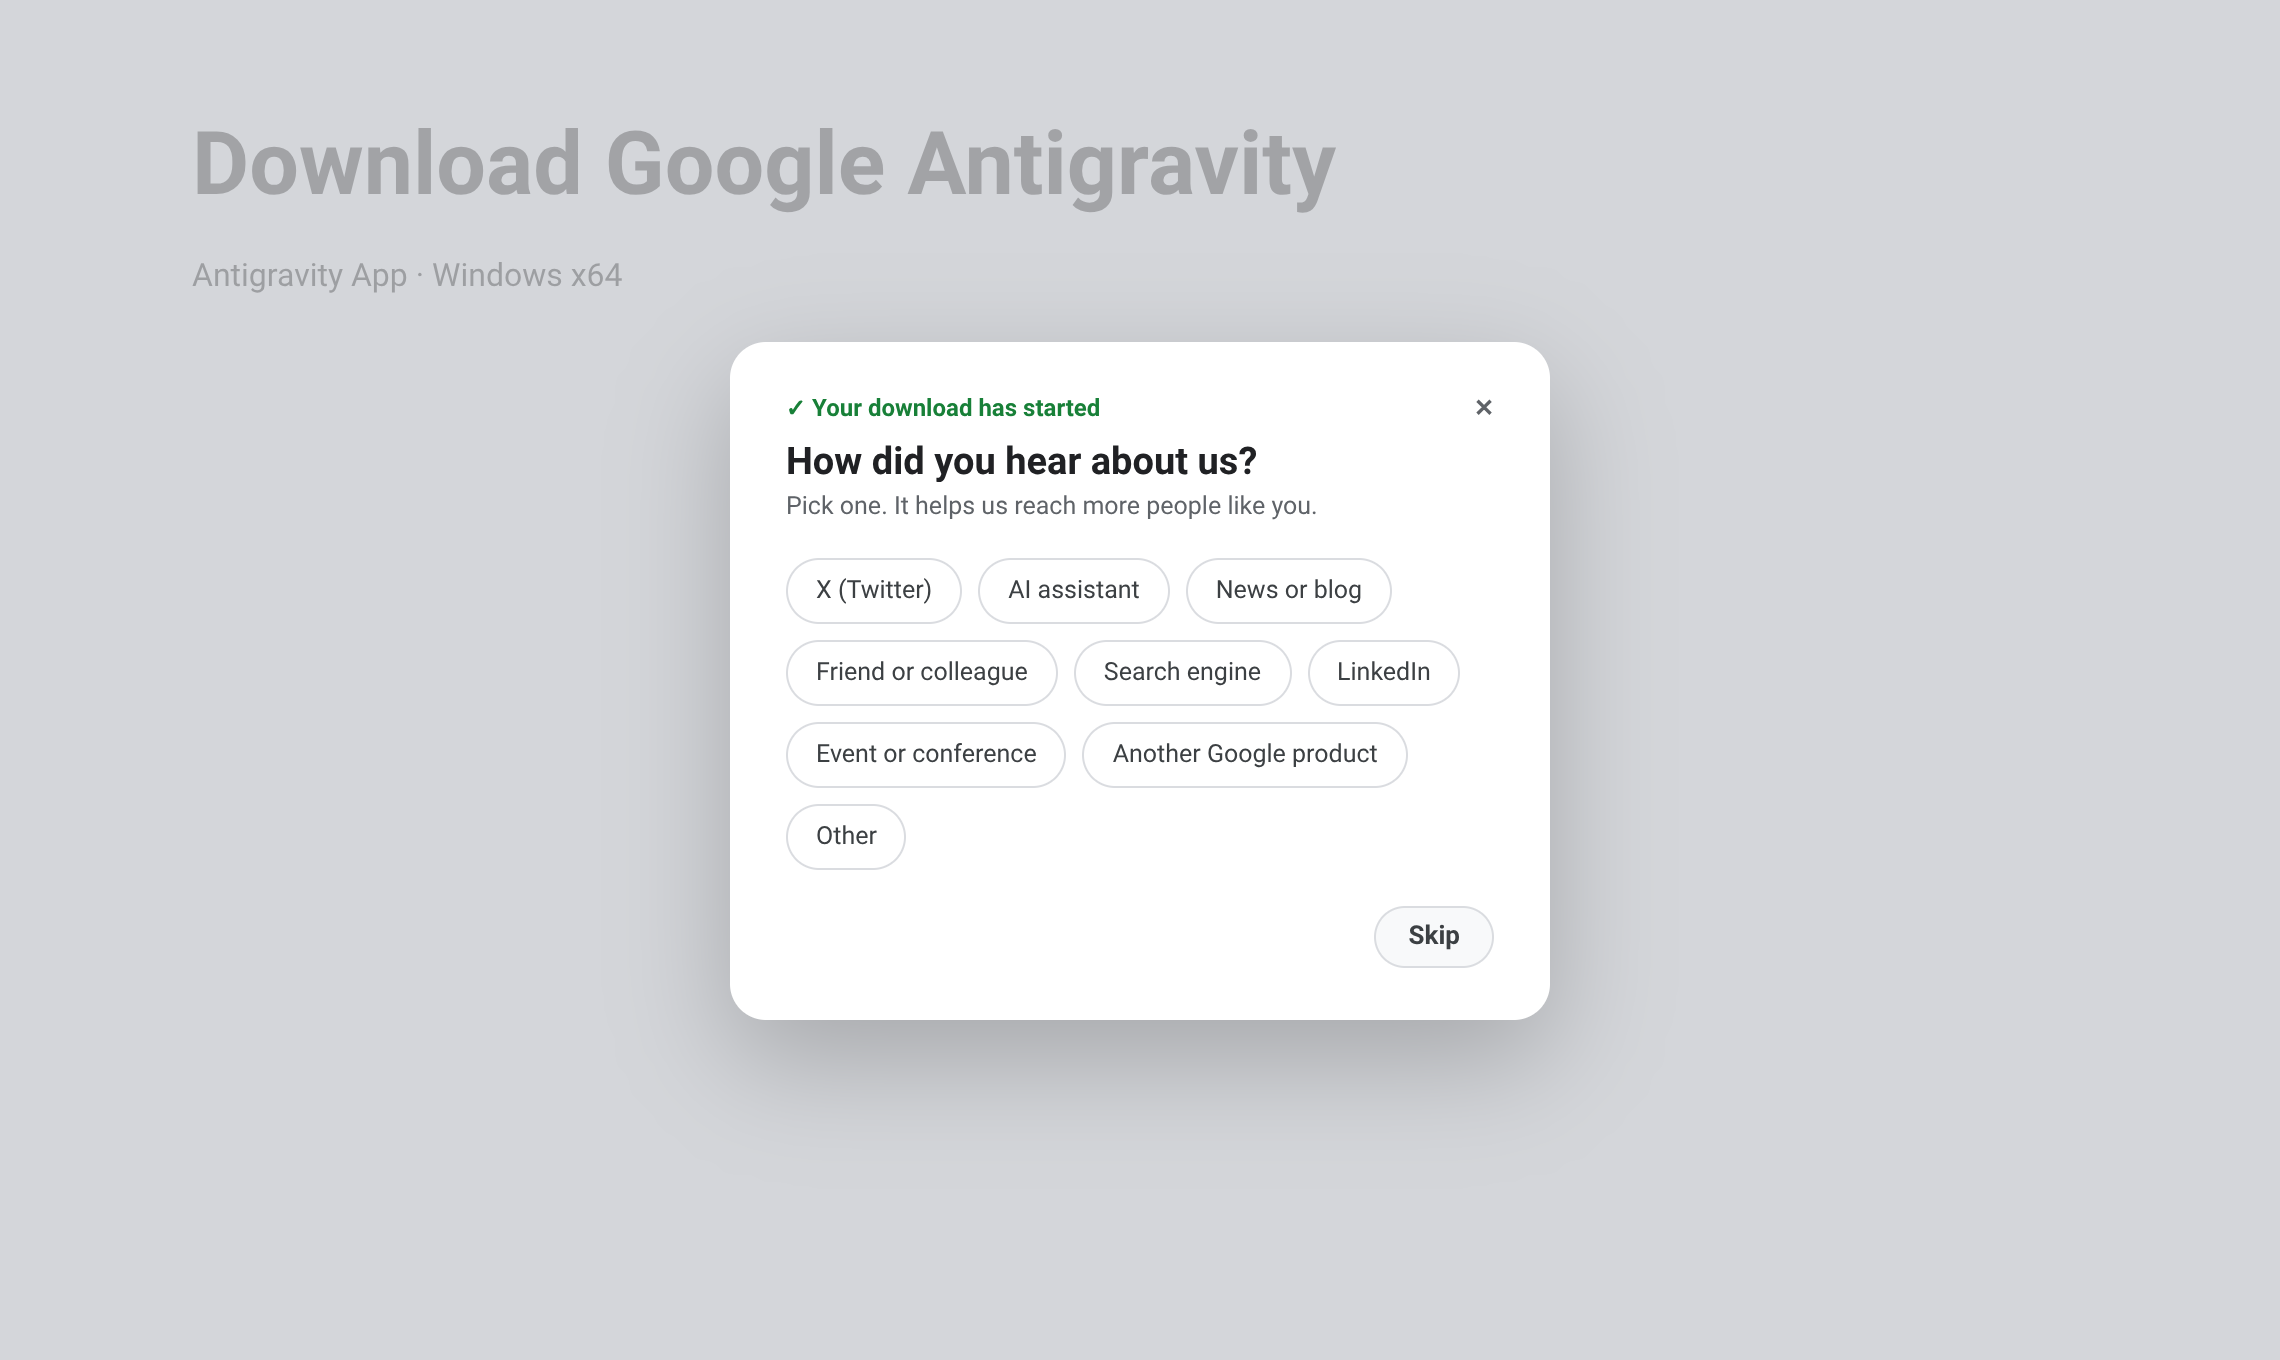 Download Google Antigravity
Antigravity App · Windows x64
✓ Your download has started
✕
How did you hear about us?
Pick one. It helps us reach more people like you.
X (Twitter) AI assistant News or blog
Friend or colleague Search engine LinkedIn
Event or conference Another Google product
Other
Skip